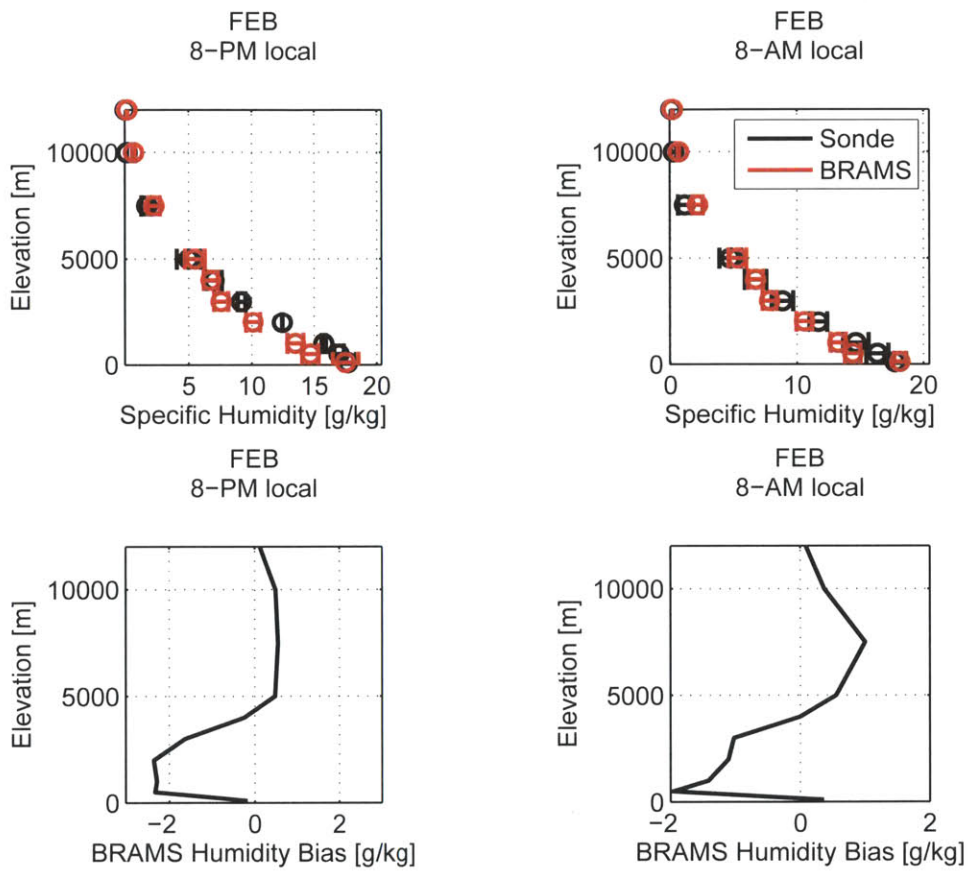 FEB
8−PM local
10000
5000
0
Elevation [m]
5 10 15 20
Specific Humidity [g/kg]
FEB
8−AM local
Sonde
BRAMS
10000
5000
0
Elevation [m]
0 10 20
Specific Humidity [g/kg]
FEB
8−PM local
10000
5000
0
Elevation [m]
−2 0 2
BRAMS Humidity Bias [g/kg]
FEB
8−AM local
10000
5000
0
Elevation [m]
−2 0 2
BRAMS Humidity Bias [g/kg]